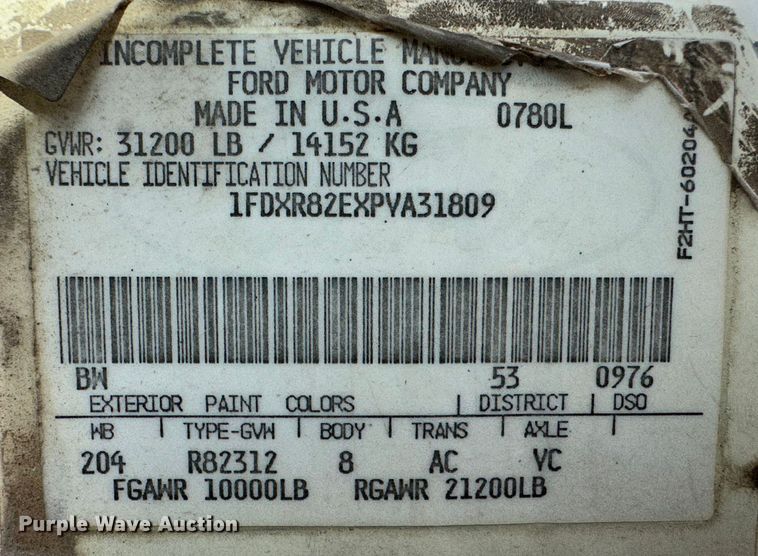 INCOMPLETE VEHICLE
FORD MOTOR COMPANY
MADE IN U.S.A 0780L
GVWR: 31200 LB / 14152 KG
VEHICLE IDENTIFICATION NUMBER
1FDXR82EXPVA31809
F2HT-60204
BW 53 0976
EXTERIOR PAINT COLORS | DISTRICT | DSO
WB | TYPE-GVW | BODY | TRANS | AXLE |
204 R82312 8 AC VC
FGAWR 10000LB RGAWR 21200LB
Purple Wave Auction